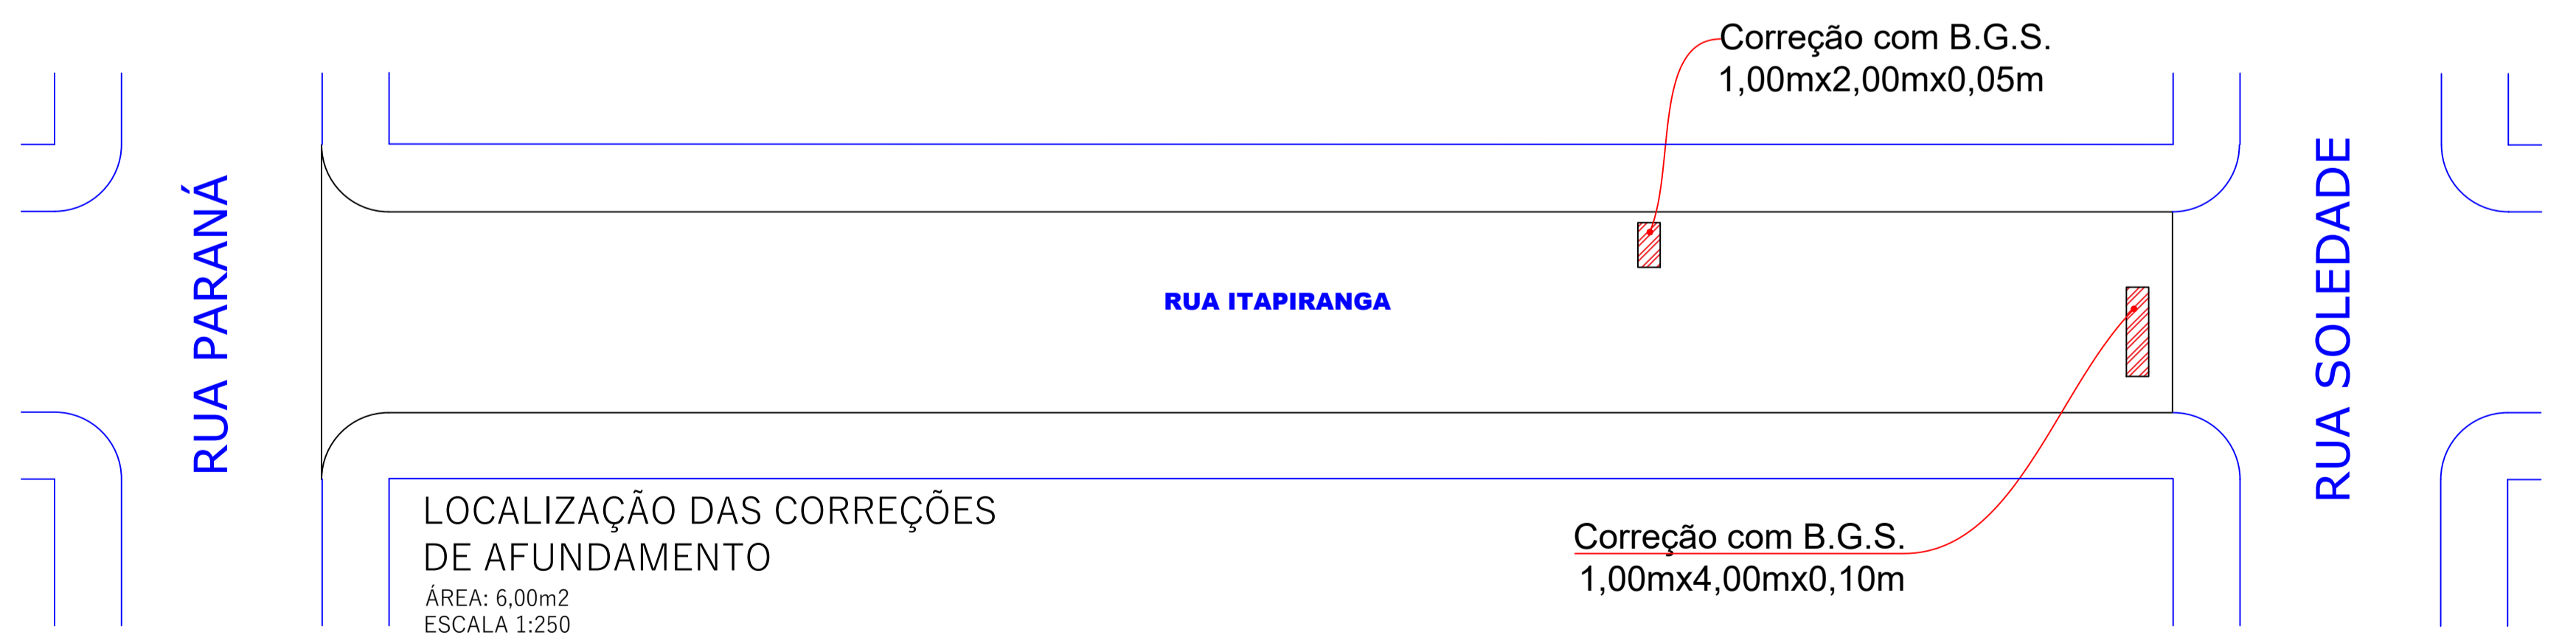 Correção com B.G.S.
1,00mx2,00mx0,05m
RUA PARANÁ
RUA ITAPIRANGA
RUA SOLEDADE
LOCALIZAÇÃO DAS CORREÇÕES
DE AFUNDAMENTO
ÁREA: 6,00m2
ESCALA 1:250
Correção com B.G.S.
1,00mx4,00mx0,10m